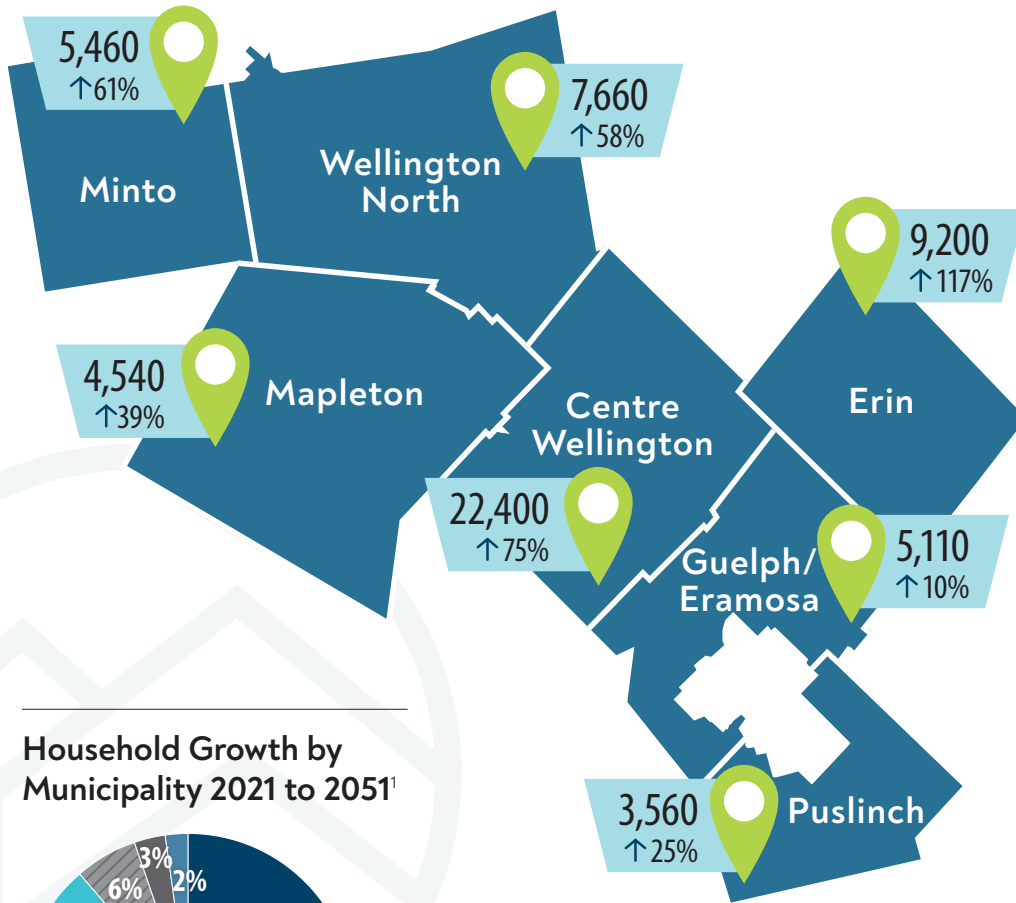 5,460
↑61%
Minto
Wellington
North
7,660
↑58%
9,200
↑117%
Erin
4,540
↑39%
Mapleton
Centre
Wellington
22,400
↑75%
Guelph/
Eramosa
5,110
↑10%
3,560
↑25%
Puslinch
Household Growth by
Municipality 2021 to 2051¹
6%
3%
2%